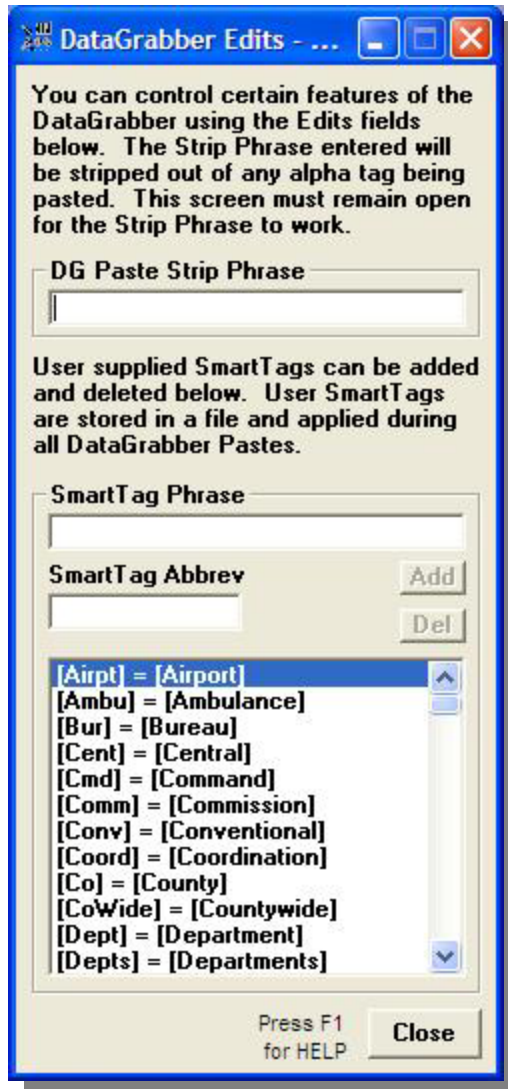 DataGrabber Edits - ...
You can control certain features of the
DataGrabber using the Edits fields
below.  The Strip Phrase entered will
be stripped out of any alpha tag being
pasted.  This screen must remain open
for the Strip Phrase to work.
DG Paste Strip Phrase
User supplied SmartTags can be added
and deleted below.  User SmartTags
are stored in a file and applied during
all DataGrabber Pastes.
SmartTag Phrase
SmartTag Abbrev
Add
Del
[Airpt] = [Airport]
[Ambu] = [Ambulance]
[Bur] = [Bureau]
[Cent] = [Central]
[Cmd] = [Command]
[Comm] = [Commission]
[Conv] = [Conventional]
[Coord] = [Coordination]
[Co] = [County]
[CoWide] = [Countywide]
[Dept] = [Department]
[Depts] = [Departments]
Press F1
for HELP
Close